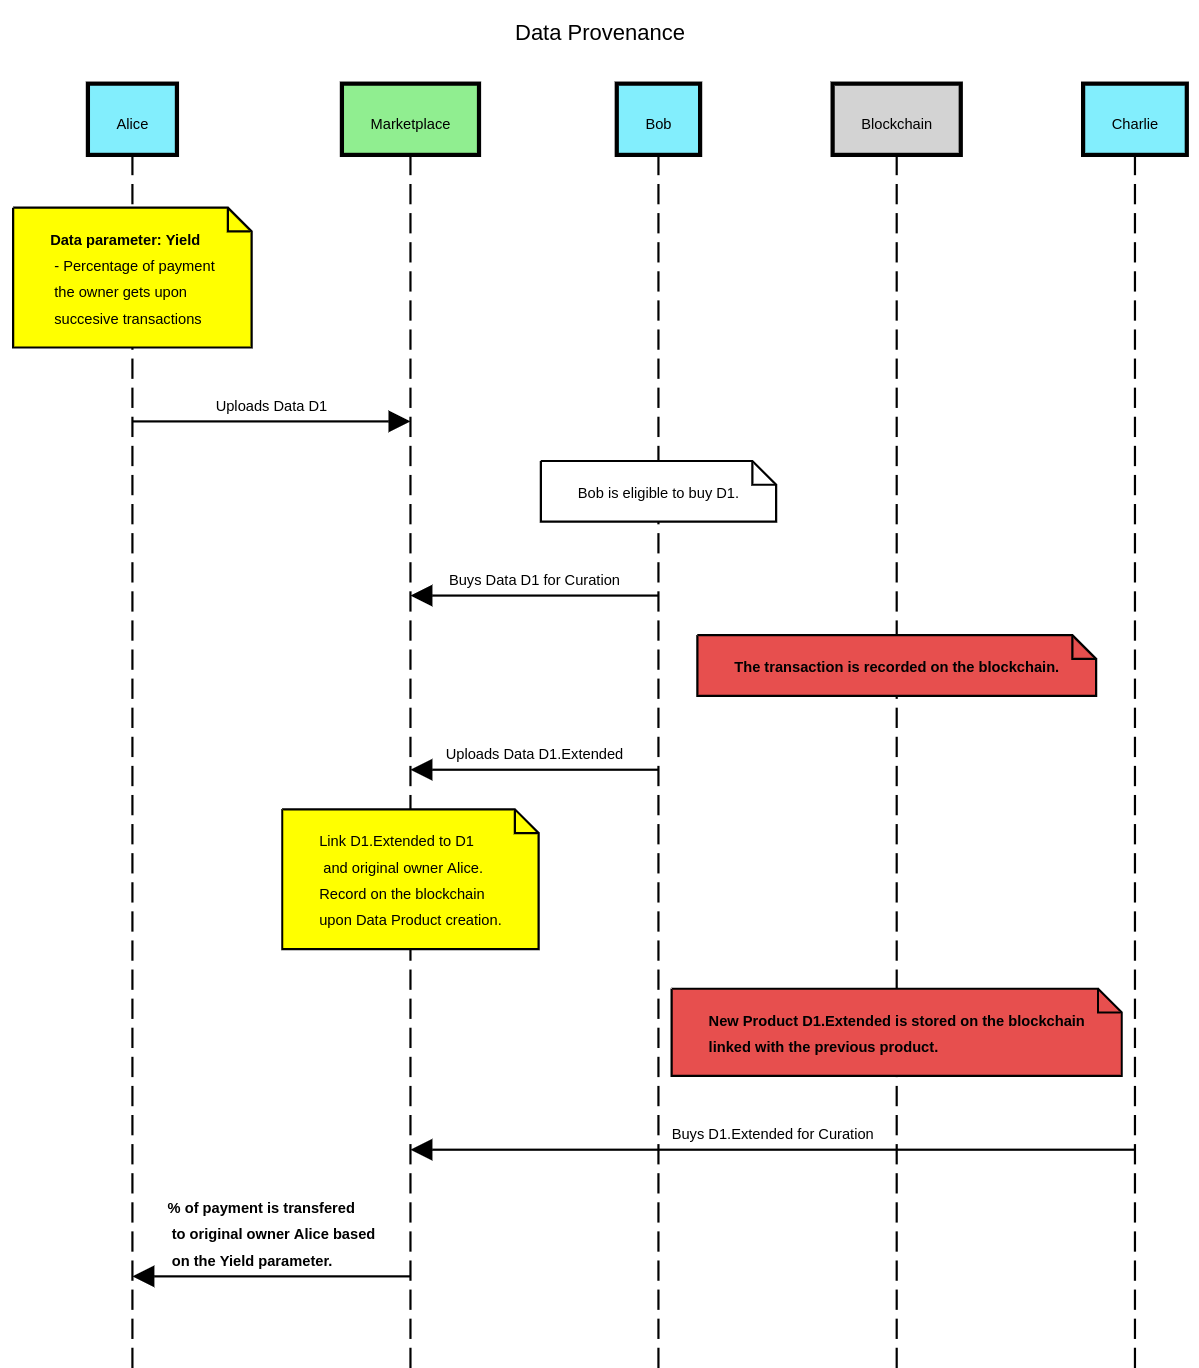 Data Provenance
Alice
Marketplace
Bob
Blockchain
Charlie
Data parameter: Yield
- Percentage of payment
the owner gets upon
succesive transactions
Uploads Data D1
Bob is eligible to buy D1.
Buys Data D1 for Curation
The transaction is recorded on the blockchain.
Uploads Data D1.Extended
Link D1.Extended to D1
and original owner Alice.
Record on the blockchain
upon Data Product creation.
New Product D1.Extended is stored on the blockchain
linked with the previous product.
Buys D1.Extended for Curation
% of payment is transfered
to original owner Alice based
on the Yield parameter.